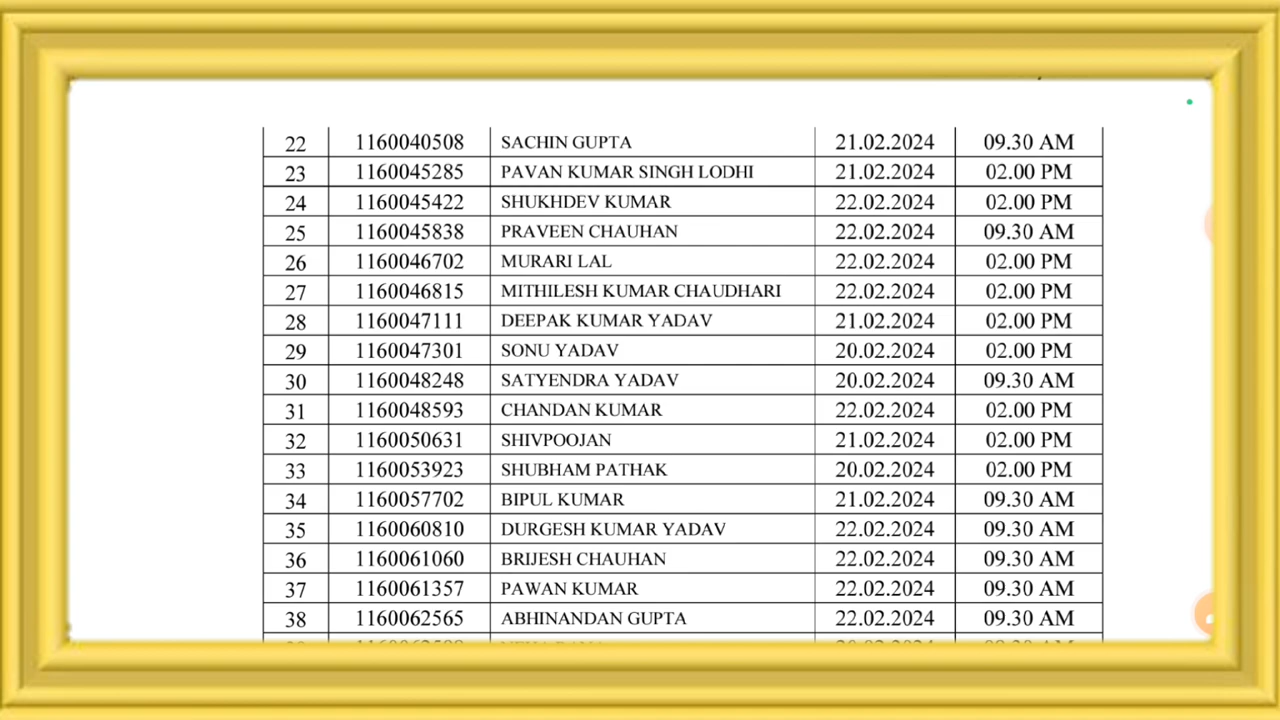 22 1160040508 SACHIN GUPTA 21.02.2024 09.30 AM
23 1160045285 PAVAN KUMAR SINGH LODHI 21.02.2024 02.00 PM
24 1160045422 SHUKHDEV KUMAR 22.02.2024 02.00 PM
25 1160045838 PRAVEEN CHAUHAN 22.02.2024 09.30 AM
26 1160046702 MURARI LAL 22.02.2024 02.00 PM
27 1160046815 MITHILESH KUMAR CHAUDHARI 22.02.2024 02.00 PM
28 1160047111 DEEPAK KUMAR YADAV 21.02.2024 02.00 PM
29 1160047301 SONU YADAV 20.02.2024 02.00 PM
30 1160048248 SATYENDRA YADAV 20.02.2024 09.30 AM
31 1160048593 CHANDAN KUMAR 22.02.2024 02.00 PM
32 1160050631 SHIVPOOJAN 21.02.2024 02.00 PM
33 1160053923 SHUBHAM PATHAK 20.02.2024 02.00 PM
34 1160057702 BIPUL KUMAR 21.02.2024 09.30 AM
35 1160060810 DURGESH KUMAR YADAV 22.02.2024 09.30 AM
36 1160061060 BRIJESH CHAUHAN 22.02.2024 09.30 AM
37 1160061357 PAWAN KUMAR 22.02.2024 09.30 AM
38 1160062565 ABHINANDAN GUPTA 22.02.2024 09.30 AM